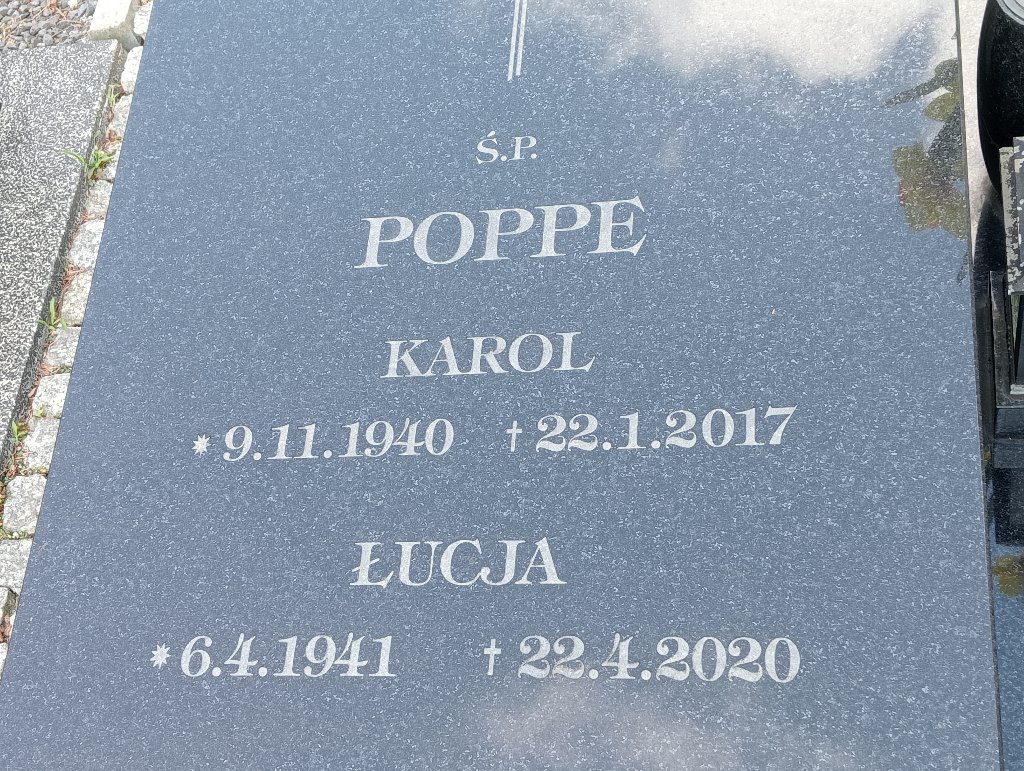 Ś.P.
POPPE
KAROL
* 9.11.1940 † 22.1.2017
ŁUCJA
* 6.4.1941 † 22.4.2020